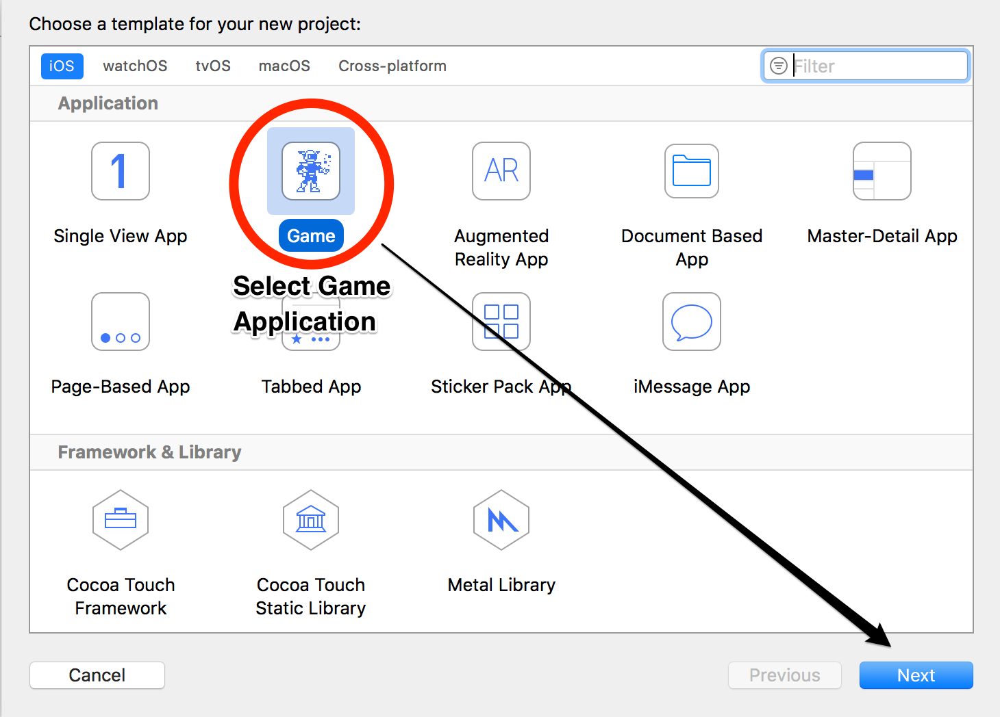 Choose a template for your new project:
iOS watchOS tvOS macOS Cross-platform Filter
Application
1 AR
Single View App Game Augmented Reality App Document Based App Master-Detail App
Select Game
Application
Page-Based App Tabbed App Sticker Pack App iMessage App
Framework & Library
Cocoa Touch Framework Cocoa Touch Static Library Metal Library
Cancel Previous Next